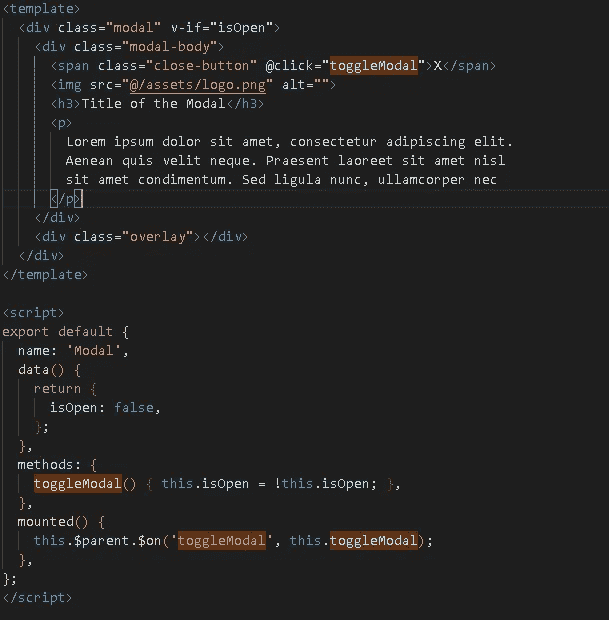 <template>
  <div class="modal" v-if="isOpen">
    <div class="modal-body">
      <span class="close-button" @click="toggleModal">X</span>
      <img src="@/assets/logo.png" alt="">
      <h3>Title of the Modal</h3>
      <p>
        Lorem ipsum dolor sit amet, consectetur adipiscing elit.
        Aenean quis velit neque. Praesent laoreet sit amet nisl
        sit amet condimentum. Sed ligula nunc, ullamcorper nec
      </p>
    </div>
    <div class="overlay"></div>
  </div>
</template>

<script>
export default {
  name: 'Modal',
  data() {
    return {
      isOpen: false,
    };
  },
  methods: {
    toggleModal() { this.isOpen = !this.isOpen; },
  },
  mounted() {
    this.$parent.$on('toggleModal', this.toggleModal);
  },
};
</script>